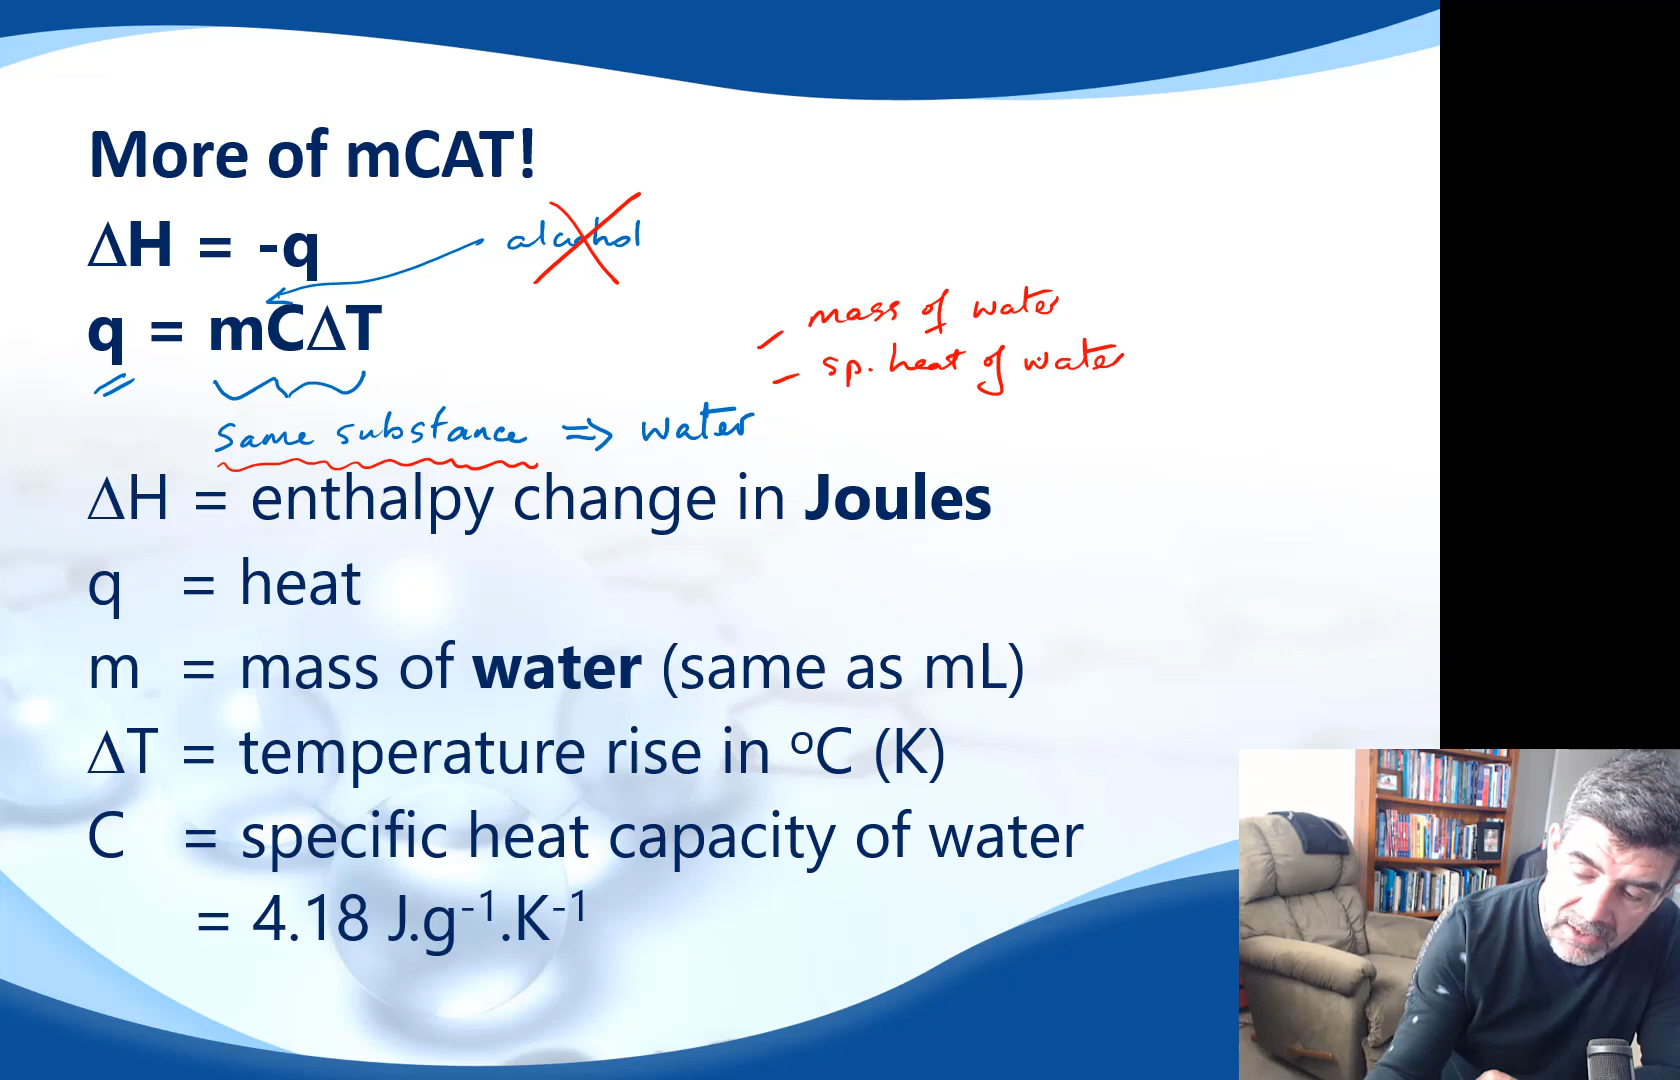 More of mCAT!
ΔH = -q
alcohol
q = mCΔT
- mass of water
- sp. heat of water
same substance ⇒ water
ΔH = enthalpy change in Joules
q = heat
m = mass of water (same as mL)
ΔT = temperature rise in ºC (K)
C = specific heat capacity of water
= 4.18 J.g⁻¹.K⁻¹